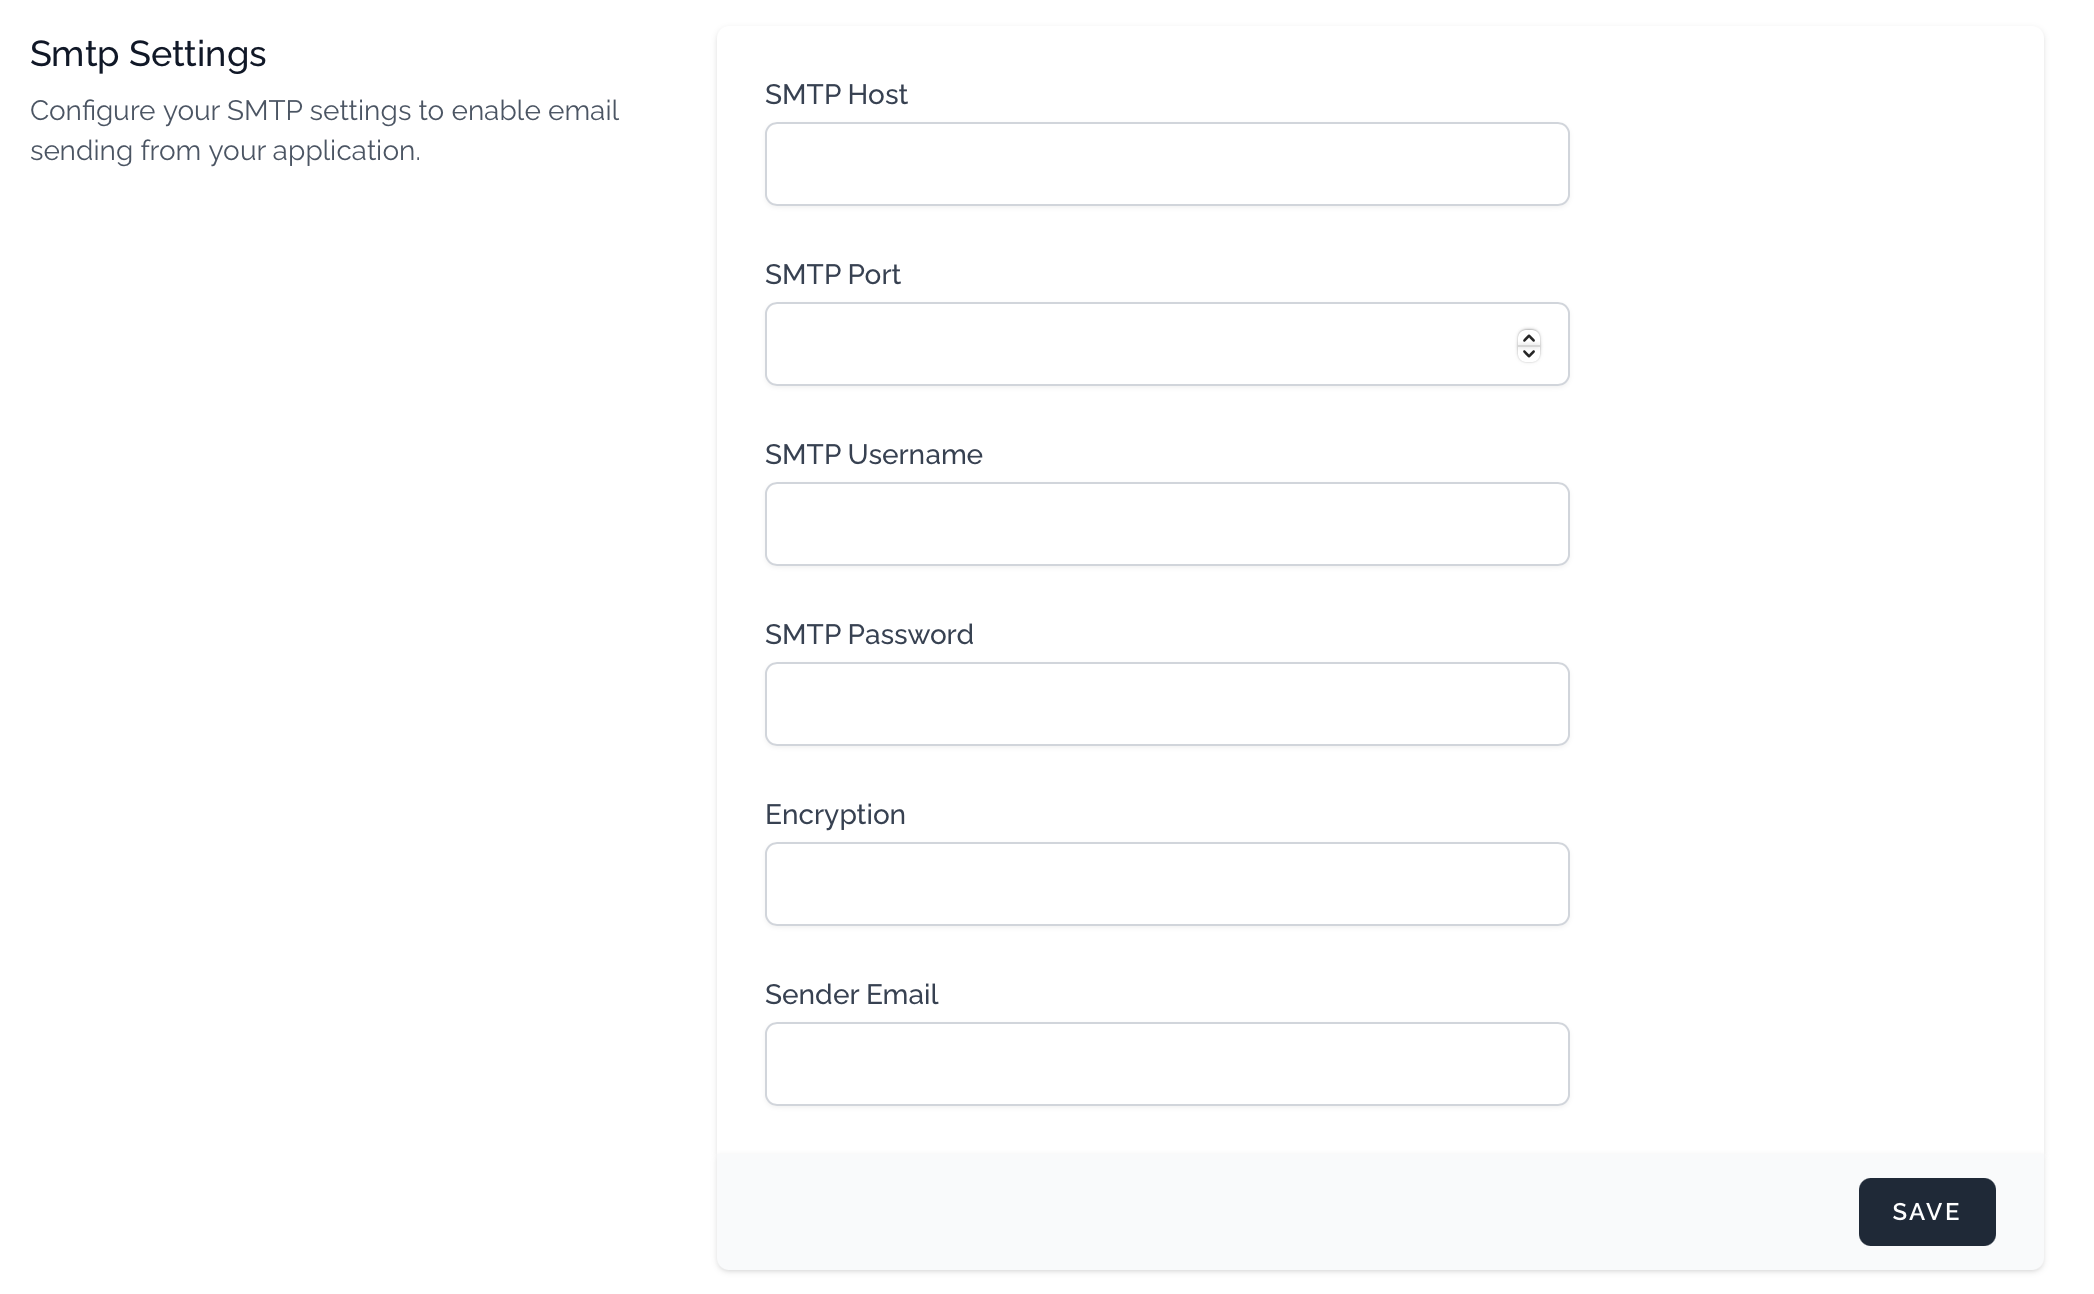 Smtp Settings
Configure your SMTP settings to enable email
sending from your application.
SMTP Host
SMTP Port
SMTP Username
SMTP Password
Encryption
Sender Email
SAVE